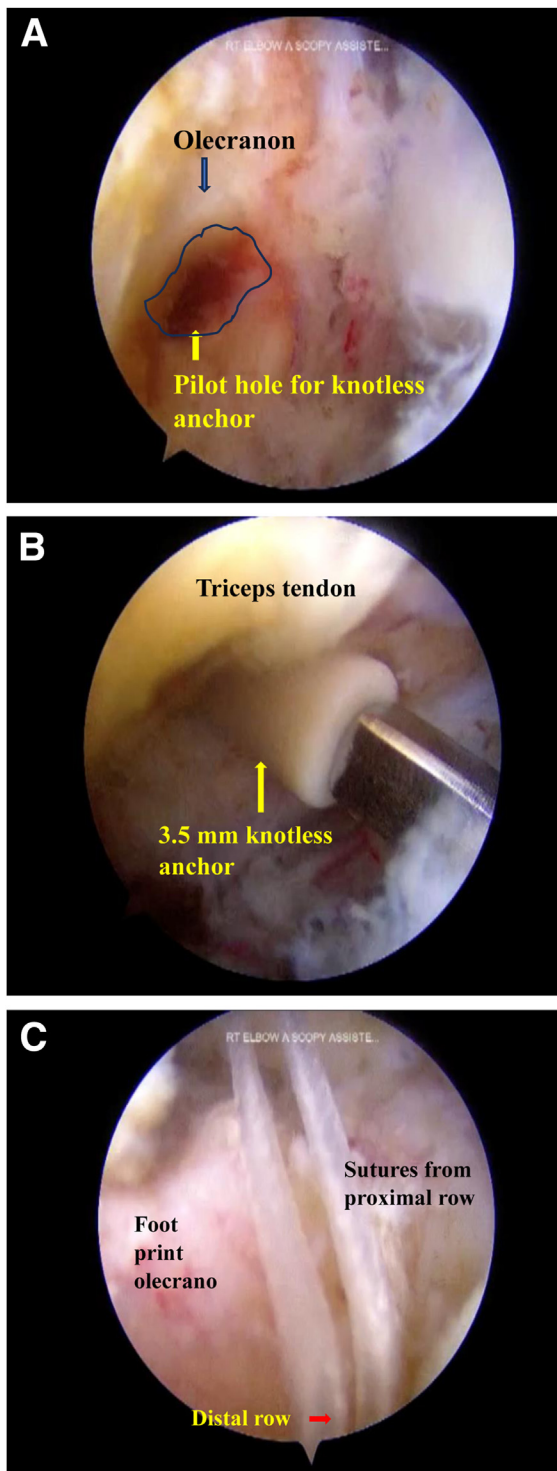 A
RT ELBOW A SCOPY ASSISTE...
Olecranon
Pilot hole for knotless
anchor
B
Triceps tendon
3.5 mm knotless
anchor
C
RT ELBOW A SCOPY ASSISTE...
Sutures from
proximal row
Foot
print
olecrano
Distal row